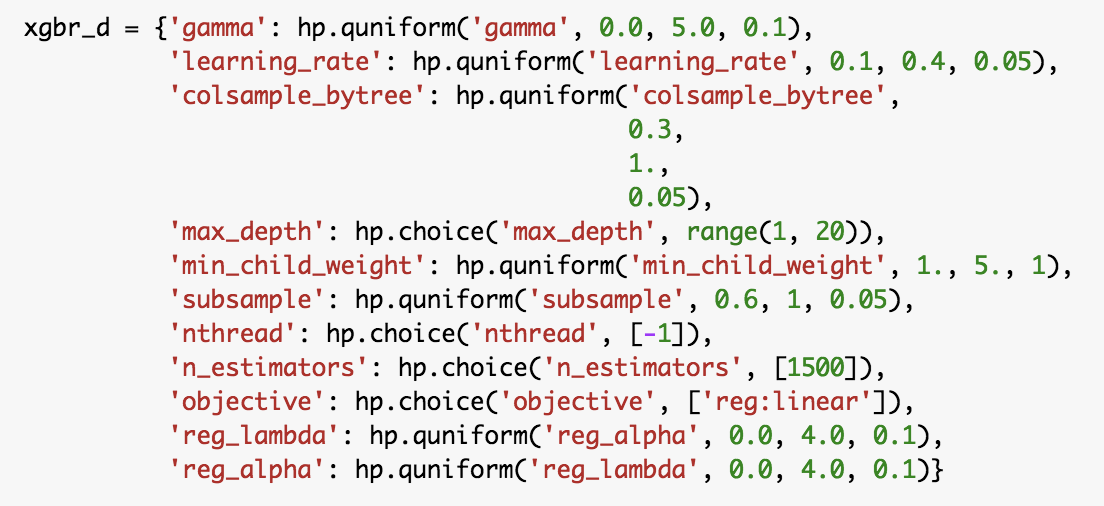 xgbr_d = {'gamma': hp.quniform('gamma', 0.0, 5.0, 0.1),
'learning_rate': hp.quniform('learning_rate', 0.1, 0.4, 0.05),
'colsample_bytree': hp.quniform('colsample_bytree',
0.3,
1.,
0.05),
'max_depth': hp.choice('max_depth', range(1, 20)),
'min_child_weight': hp.quniform('min_child_weight', 1., 5., 1),
'subsample': hp.quniform('subsample', 0.6, 1, 0.05),
'nthread': hp.choice('nthread', [-1]),
'n_estimators': hp.choice('n_estimators', [1500]),
'objective': hp.choice('objective', ['reg:linear']),
'reg_lambda': hp.quniform('reg_alpha', 0.0, 4.0, 0.1),
'reg_alpha': hp.quniform('reg_lambda', 0.0, 4.0, 0.1)}